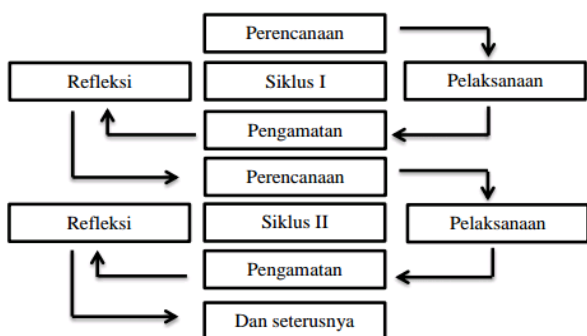 Perencanaan
Refleksi
Siklus I
Pelaksanaan
Pengamatan
Perencanaan
Refleksi
Siklus II
Pelaksanaan
Pengamatan
Dan seterusnya